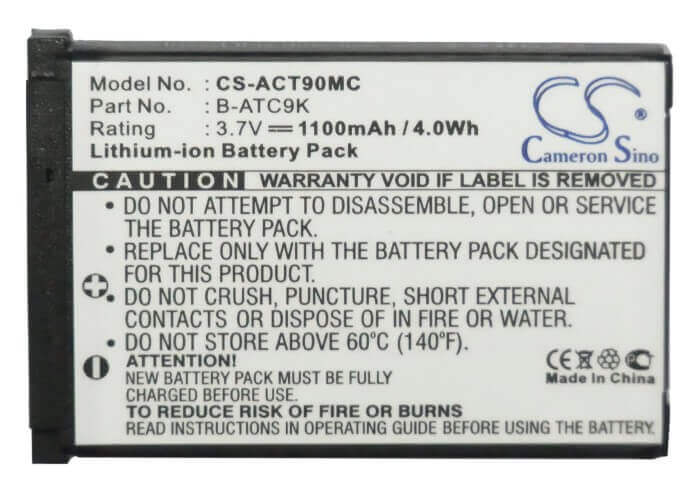 Model No. : CS-ACT90MC
Part No. : B-ATC9K
Rating : 3.7V ⎓ 1100mAh / 4.0Wh
Lithium-ion Battery Pack
CS
Cameron Sino
CAUTION WARRANTY VOID IF LABEL IS REMOVED
• DO NOT ATTEMPT TO DISASSEMBLE, OPEN OR SERVICE
THE BATTERY PACK.
• REPLACE ONLY WITH THE BATTERY PACK DESIGNATED
FOR THIS PRODUCT.
• DO NOT CRUSH, PUNCTURE, SHORT EXTERNAL
CONTACTS OR DISPOSE OF IN FIRE OR WATER.
• DO NOT STORE ABOVE 60°C (140°F).
ATTENTION!
NEW BATTERY PACK MUST BE FULLY
CHARGED BEFORE USE.
TO REDUCE RISK OF FIRE OR BURNS
READ INSTRUCTIONS IN OPERATING GUIDE BEFORE USING.
CE
Made In China